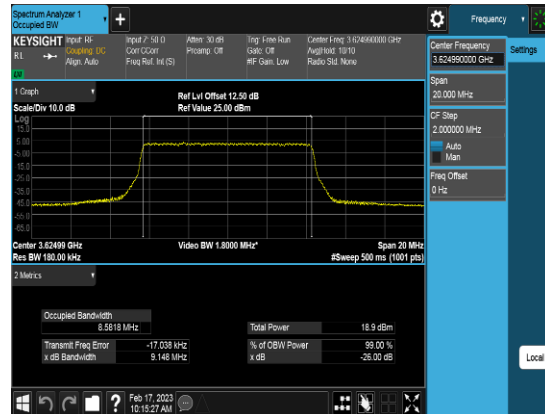 Spectrum Analyzer 1
Occupied BW
+
Frequency
KEYSIGHT
RL
Input: RF
Coupling: DC
Align: Auto
Input Z: 50 Ω
Corr CCorr
Freq Ref: Int (S)
Atten: 30 dB
Preamp: Off
Trig: Free Run
Gate: Off
#IF Gain: Low
Center Freq: 3.624990000 GHz
Avg|Hold: 10/10
Radio Std: None
LU
Center Frequency
3.624990000 GHz
Settings
Span
20.000 MHz
CF Step
2.000000 MHz
Auto
Man
Freq Offset
0 Hz
Local
1 Graph
Scale/Div 10.0 dB
Ref Lvl Offset 12.50 dB
Ref Value 25.00 dBm
Log
15.0
5.00
-5.00
-15.0
-25.0
-35.0
-45.0
-55.0
-65.0
Center 3.62499 GHz
Res BW 180.00 kHz
Video BW 1.8000 MHz*
Span 20 MHz
#Sweep 500 ms (1001 pts)
2 Metrics
Occupied Bandwidth
8.5818 MHz
Total Power
18.9 dBm
Transmit Freq Error
-17.038 kHz
% of OBW Power
99.00 %
x dB Bandwidth
9.148 MHz
x dB
-26.00 dB
?
Feb 17, 2023
10:15:27 AM